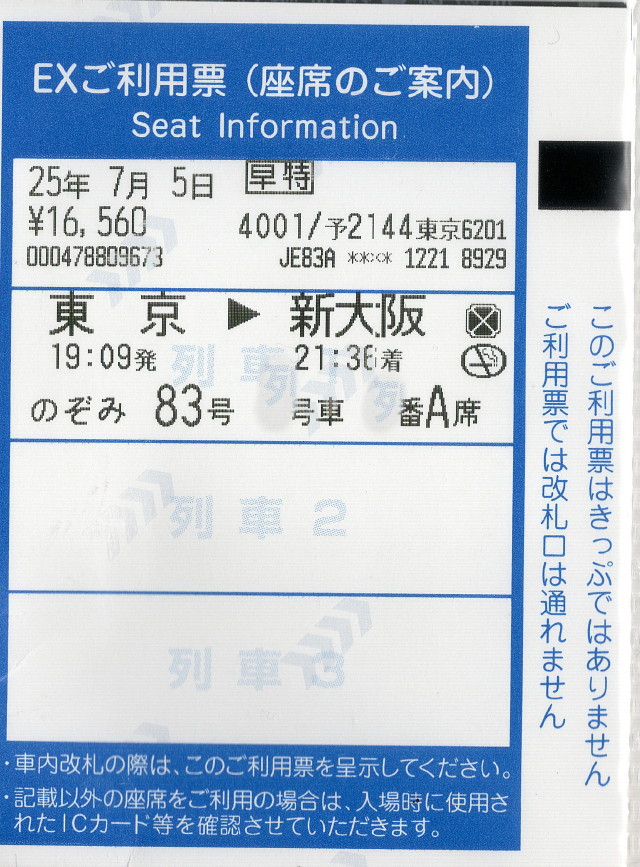 EXご利用票(座席のご案内)
Seat Information
25年 7月 5日 早特
¥16,560 4001/予2144東京6201
000478809673 JE83A **** 1221 8929
東京▶新大阪
19:09発 21:36着
列車1
のぞみ 83号 号車 番A席
列車2
列車3
・車内改札の際は、このご利用票を呈示してください。
・記載以外の座席をご利用の場合は、入場時に使用さ
れたICカード等を確認させていただきます。
このご利用票はきっぷではありません
ご利用票では改札口は通れません